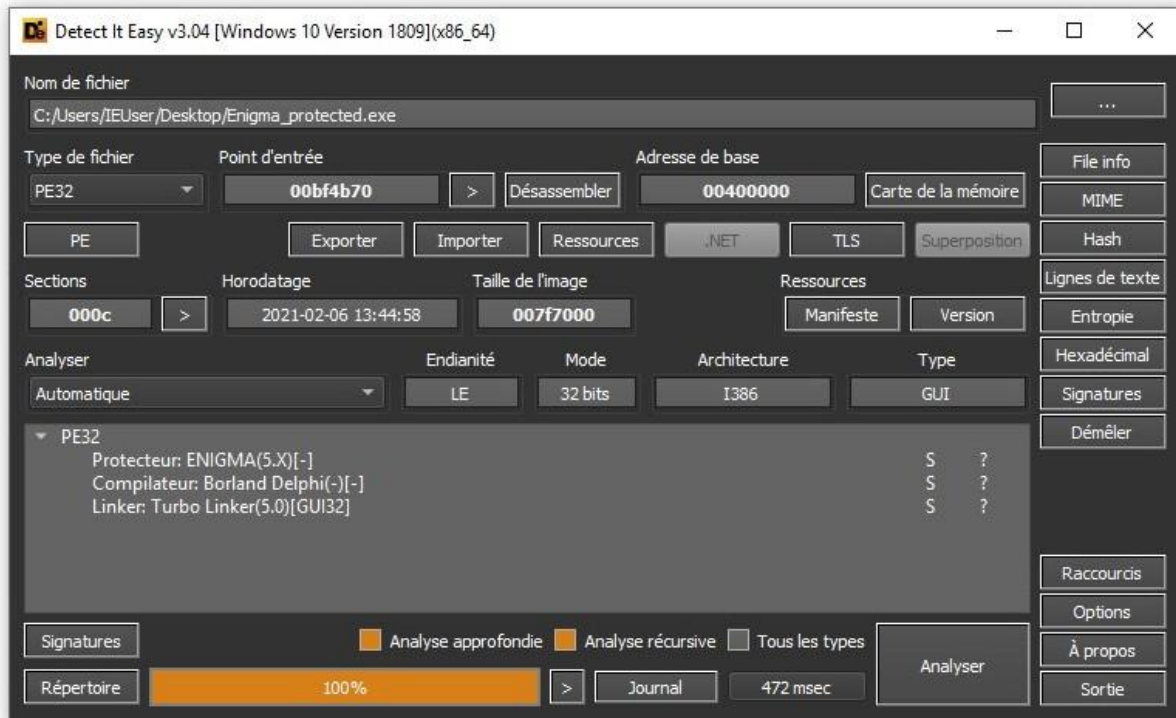 Detect It Easy v3.04 [Windows 10 Version 1809](x86_64)
Nom de fichier
C:/Users/IEUser/Desktop/Enigma_protected.exe
...
Type de fichier Point d'entrée Adresse de base
PE32 00bf4b70 > Désassembler 00400000 Carte de la mémoire
File info
MIME
PE Exporter Importer Ressources .NET TLS Superposition
Hash
Sections Horodatage Taille de l'image Ressources
Lignes de texte
000c > 2021-02-06 13:44:58 007f7000 Manifeste Version
Entropie
Analyser Endianité Mode Architecture Type
Hexadécimal
Automatique LE 32 bits I386 GUI
Signatures
Démêler
PE32
Protecteur: ENIGMA(5.X)[-] S ?
Compilateur: Borland Delphi(-)[-] S ?
Linker: Turbo Linker(5.0)[GUI32] S ?
Raccourcis
Options
Signatures Analyse approfondie Analyse récursive Tous les types Analyser
À propos
Répertoire 100% > Journal 472 msec
Sortie